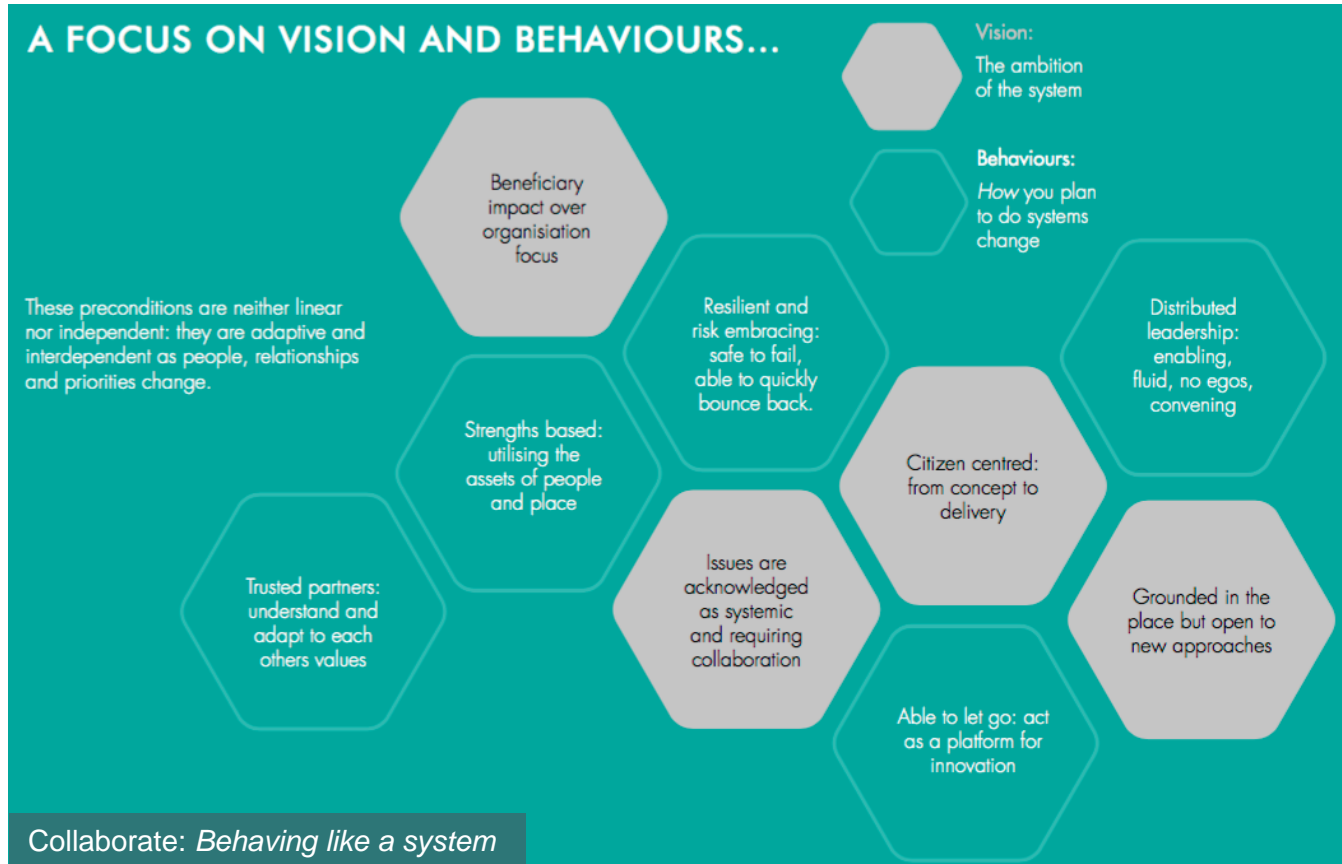 A FOCUS ON VISION AND BEHAVIOURS...
Vision:
The ambition
of the system
Behaviours:
How you plan
to do systems
change
Beneficiary
impact over
organisiation
focus
These preconditions are neither linear
nor independent: they are adaptive and
interdependent as people, relationships
and priorities change.
Resilient and
risk embracing:
safe to fail,
able to quickly
bounce back.
Distributed
leadership:
enabling,
fluid, no egos,
convening
Strengths based:
utilising the
assets of people
and place
Citizen centred:
from concept to
delivery
Trusted partners:
understand and
adapt to each
others values
Issues are
acknowledged
as systemic
and requiring
collaboration
Grounded in the
place but open to
new approaches
Able to let go: act
as a platform for
innovation
Collaborate: Behaving like a system